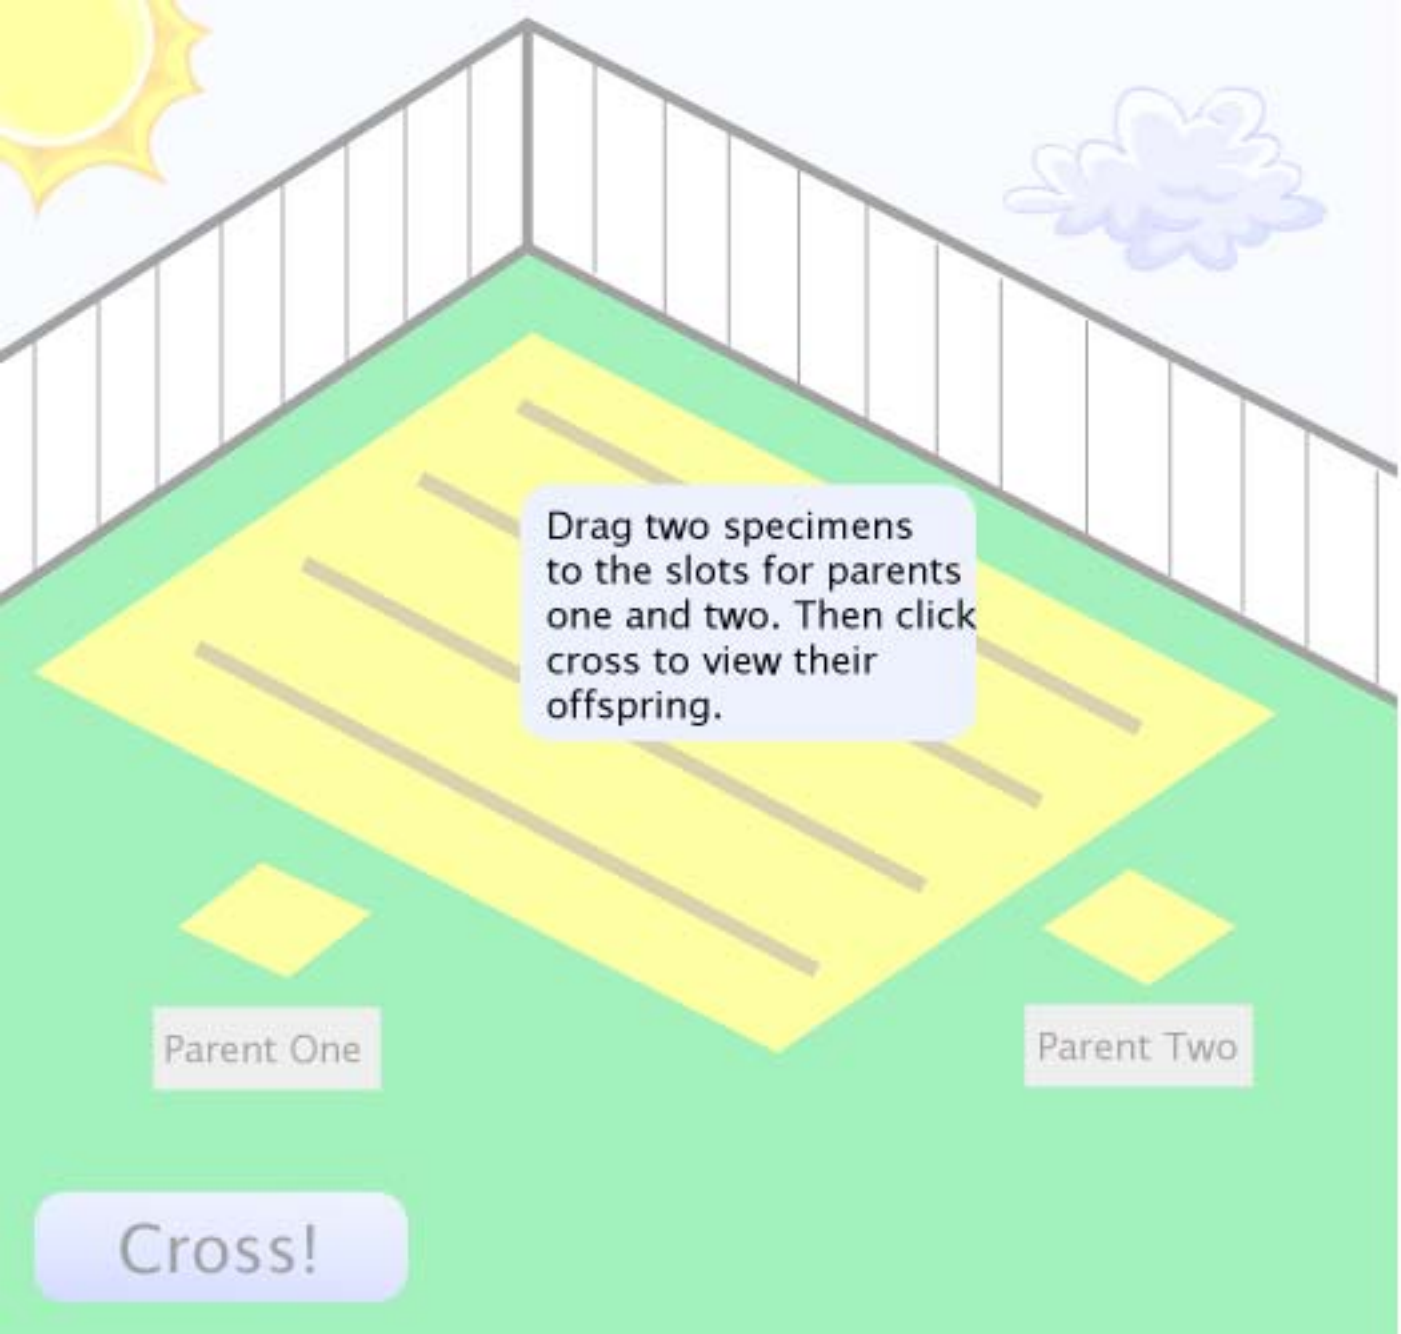 Drag two specimens
to the slots for parents
one and two. Then click
cross to view their
offspring.
Parent One
Parent Two
Cross!